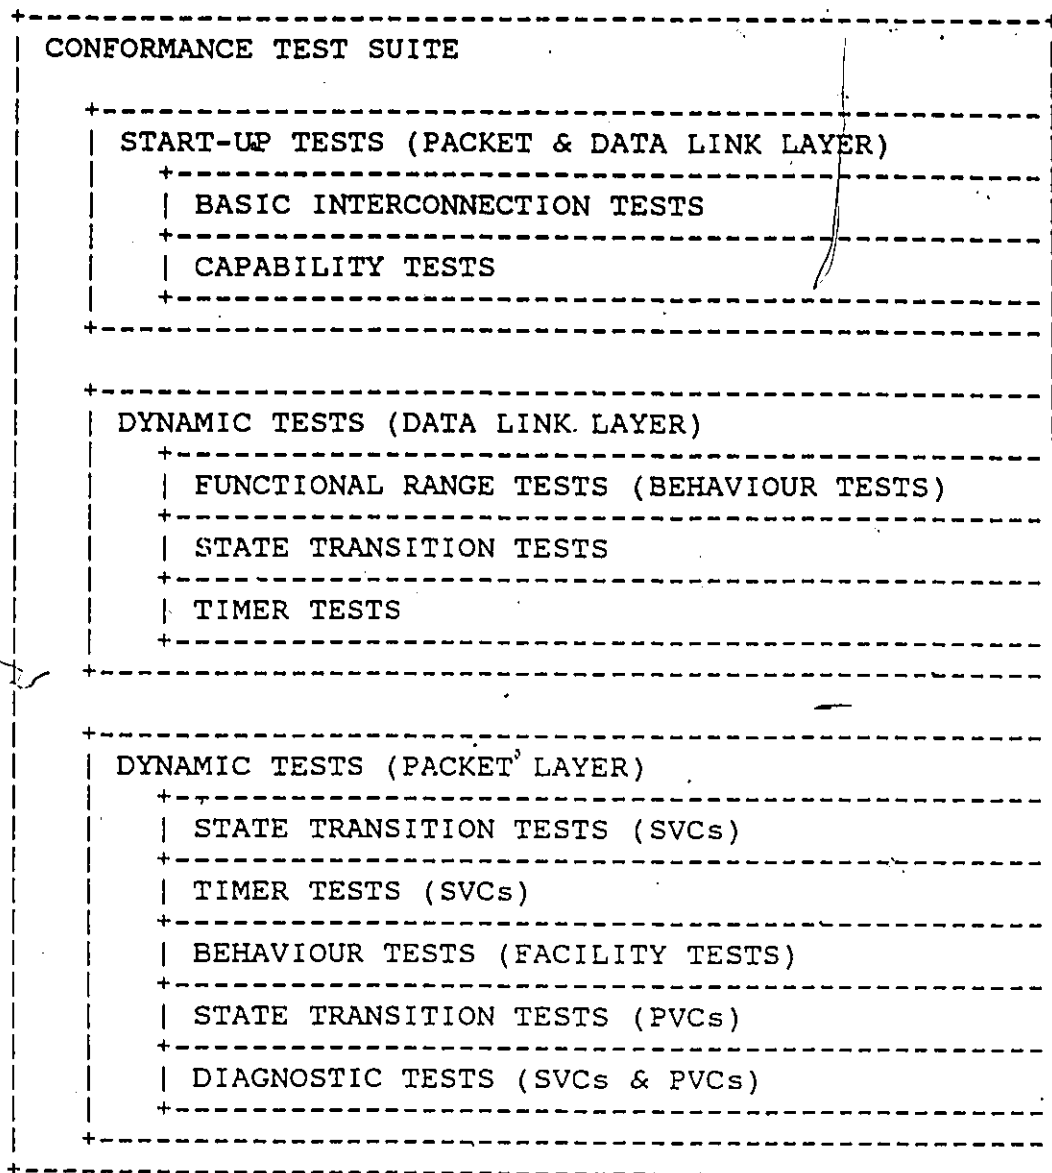 CONFORMANCE TEST SUITE
START-UP TESTS (PACKET & DATA LINK LAYER)
BASIC INTERCONNECTION TESTS
CAPABILITY TESTS
DYNAMIC TESTS (DATA LINK LAYER)
FUNCTIONAL RANGE TESTS (BEHAVIOUR TESTS)
STATE TRANSITION TESTS
TIMER TESTS
DYNAMIC TESTS (PACKET LAYER)
STATE TRANSITION TESTS (SVCs)
TIMER TESTS (SVCs)
BEHAVIOUR TESTS (FACILITY TESTS)
STATE TRANSITION TESTS (PVCs)
DIAGNOSTIC TESTS (SVCs & PVCs)